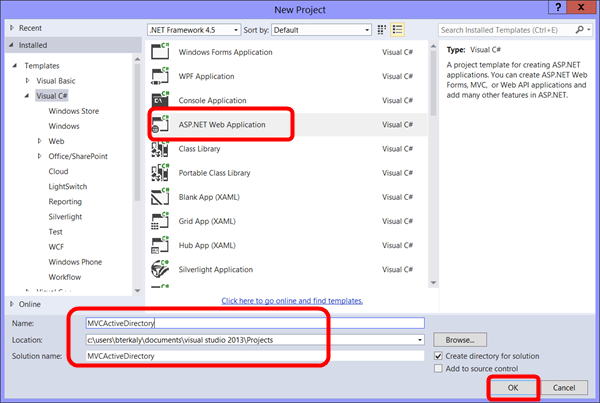 New Project
? ×
Recent
.NET Framework 4.5
Sort by: Default
Search Installed Templates (Ctrl+E)
Installed
Templates
Visual Basic
Visual C#
Windows Store
Windows
Web
Office/SharePoint
Cloud
LightSwitch
Reporting
Silverlight
Test
WCF
Windows Phone
Workflow
Online
Windows Forms Application Visual C#
WPF Application Visual C#
Console Application Visual C#
ASP.NET Web Application Visual C#
Class Library Visual C#
Portable Class Library Visual C#
Blank App (XAML) Visual C#
Grid App (XAML) Visual C#
Hub App (XAML) Visual C#
Silverlight Application Visual C#
Click here to go online and find templates.
Type: Visual C#
A project template for creating ASP.NET
applications. You can create ASP.NET Web
Forms, MVC, or Web API applications and
add many other features in ASP.NET.
Name: MVCActiveDirectory
Location: c:\users\bterkaly\documents\visual studio 2013\Projects
Browse...
Solution name: MVCActiveDirectory
Create directory for solution
Add to source control
OK
Cancel